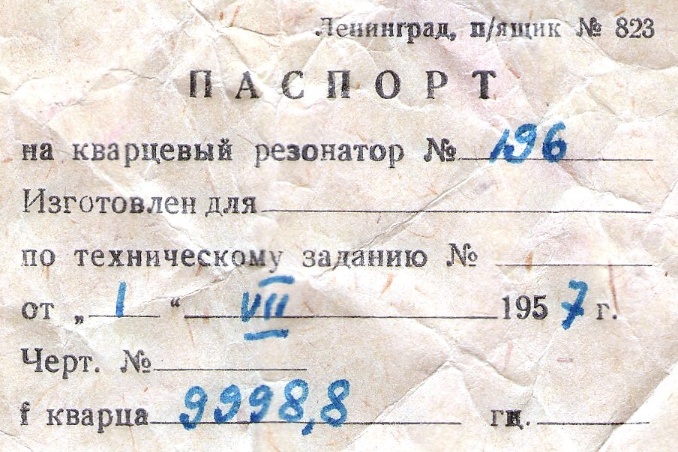 Ленинград, п/ящик № 823
ПАСПОРТ
на кварцевый резонатор № 196
Изготовлен для
по техническому заданию №
от „ 1 “ VII 1957 г.
Черт. №
f кварца 9998,8 гц.